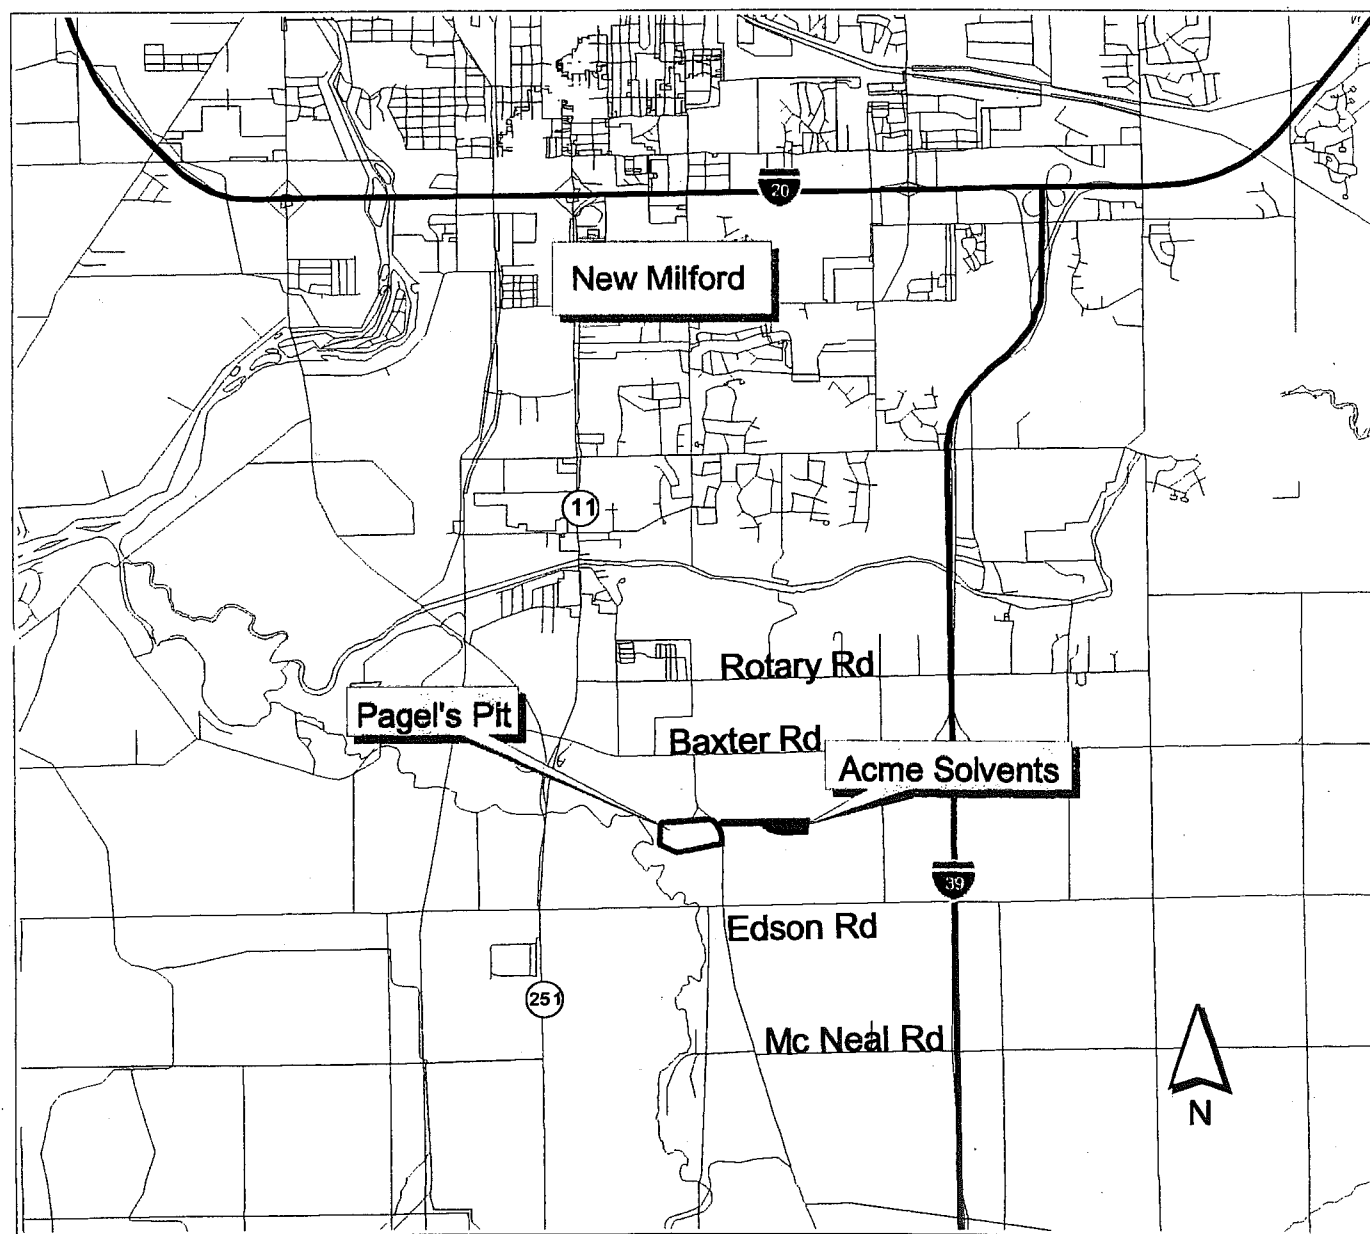 20
New Milford
11
Rotary Rd
Pagel's Pit
Baxter Rd
Acme Solvents
39
Edson Rd
251
Mc Neal Rd
N